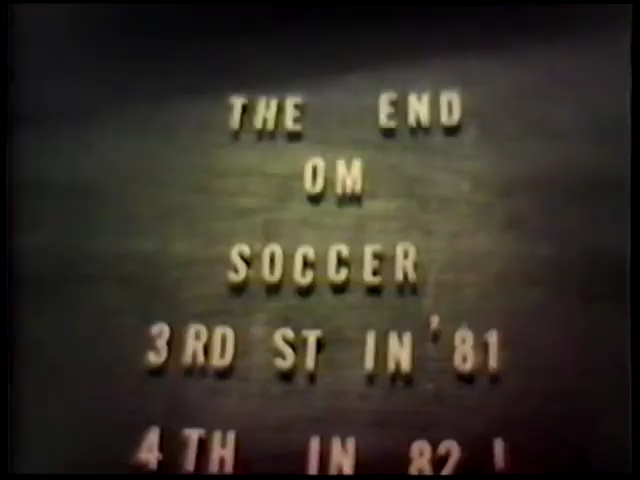 THE END
OM
SOCCER
3RD ST IN '81
4TH IN 82!